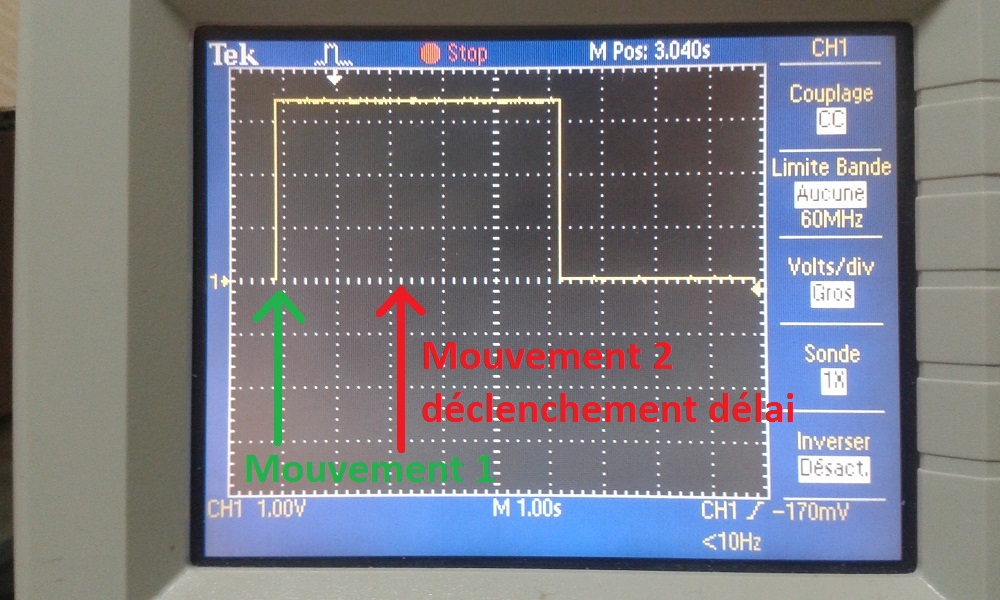 Tek Stop M Pos: 3.040s CH1
Couplage
CC
Limite Bande
Aucune
60MHz
Volts/div
Gros
1
Sonde
1X
Mouvement 2
déclenchement délai
Inverser
Désact.
Mouvement 1
CH1 1.00V M 1.00s CH1 -170mV
<10Hz